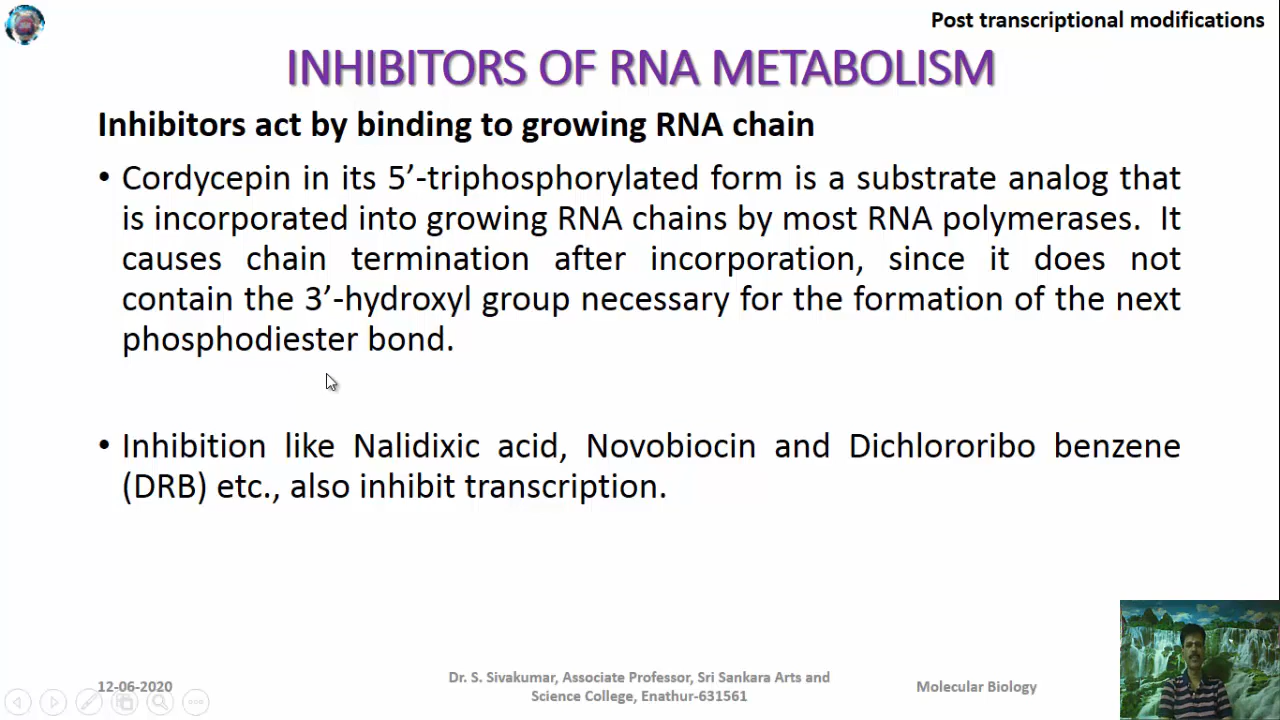 Post transcriptional modifications
INHIBITORS OF RNA METABOLISM
Inhibitors act by binding to growing RNA chain
• Cordycepin in its 5’-triphosphorylated form is a substrate analog that
is incorporated into growing RNA chains by most RNA polymerases. It
causes chain termination after incorporation, since it does not
contain the 3’-hydroxyl group necessary for the formation of the next
phosphodiester bond.
• Inhibition like Nalidixic acid, Novobiocin and Dichlororibo benzene
(DRB) etc., also inhibit transcription.
12-06-2020
Dr. S. Sivakumar, Associate Professor, Sri Sankara Arts and
Science College, Enathur-631561
Molecular Biology